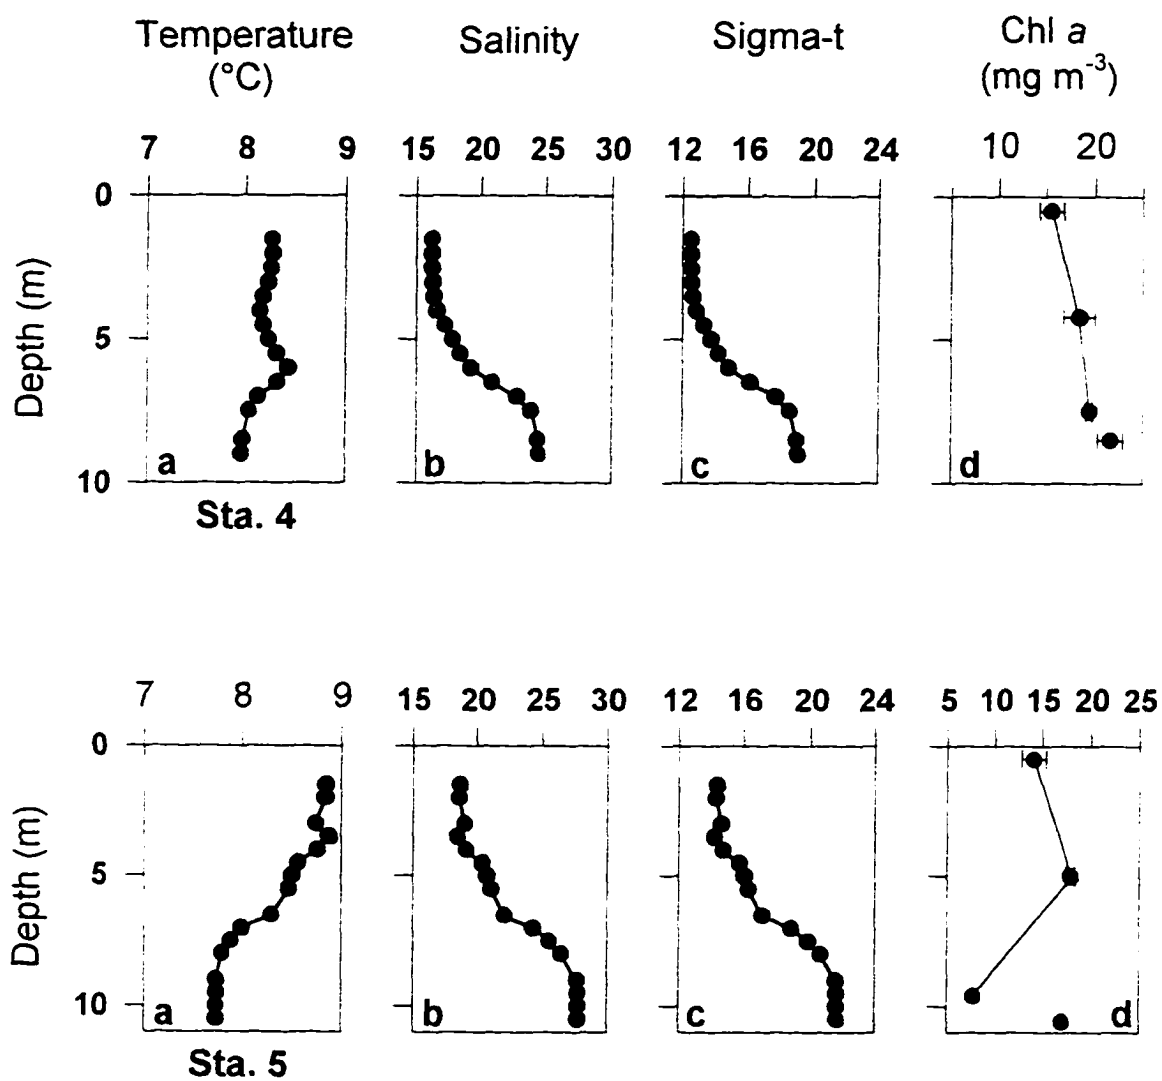 Temperature Salinity Sigma-t Chl a
(°C) (mg m-3)
7 8 9 15 20 25 30 12 16 20 24 10 20
0
5
10
Depth (m)
a b c d
Sta. 4
7 8 9 15 20 25 30 12 16 20 24 5 10 15 20 25
0
5
10
Depth (m)
a b c d
Sta. 5